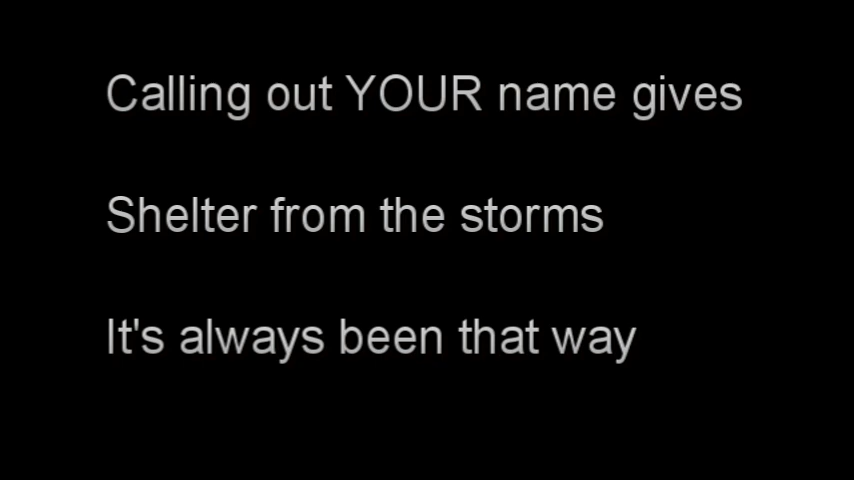 Calling out YOUR name gives
Shelter from the storms
It's always been that way